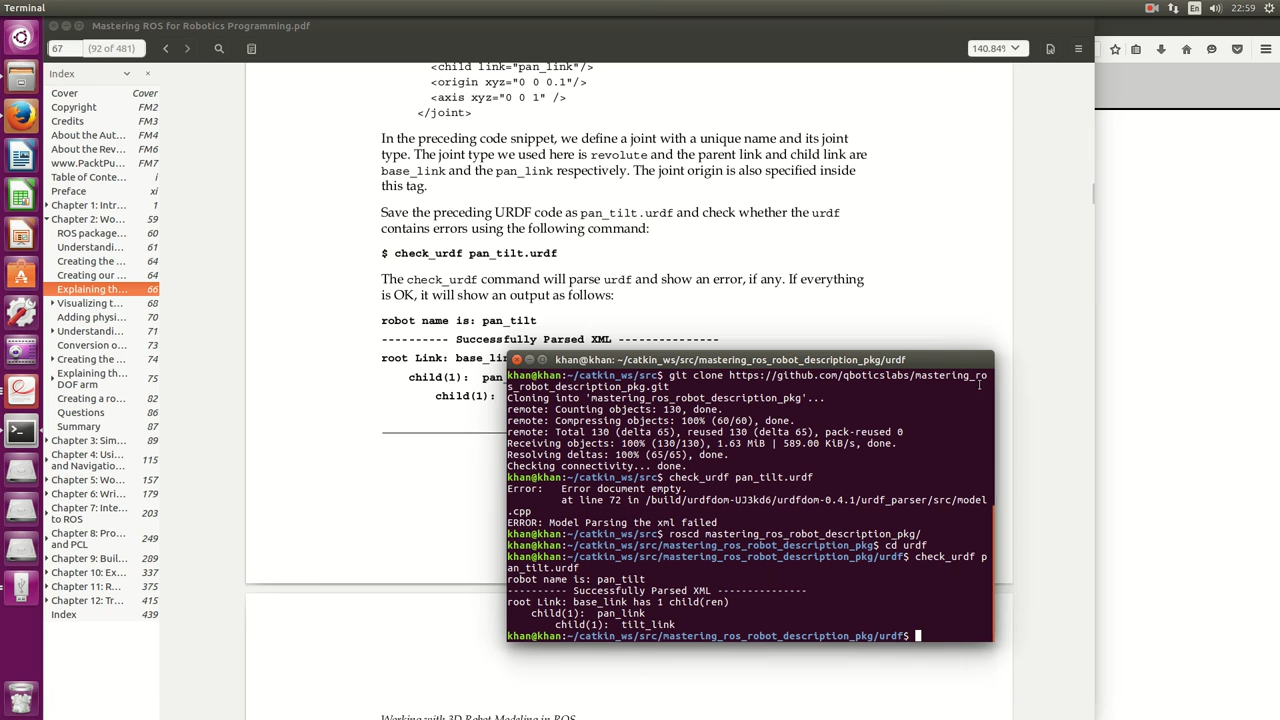 Terminal
En
22:59
Mastering ROS for Robotics Programming.pdf
67
(92 of 481)
140.84%
Index
Cover Cover
Copyright FM2
Credits FM3
About the Aut... FM4
About the Rev... FM6
www.PacktPu... FM7
Table of Conte... i
Preface xi
Chapter 1: Intr... 1
Chapter 2: Wo... 59
ROS package... 60
Understandi... 61
Creating the ... 64
Creating our ... 64
Explaining th... 66
Visualizing t... 68
Adding physi... 70
Understandi... 71
Conversion o... 73
Creating the ... 74
Explaining the
DOF arm 75
Creating a ro... 82
Questions 86
Summary 87
Chapter 3: Sim... 89
Chapter 4: Usi...
and Navigatio... 115
Chapter 5: Wo... 157
Chapter 6: Wri... 179
Chapter 7: Inte...
to ROS 203
Chapter 8: Pro...
and PCL
Chapter 9: Buil... 289
Chapter 10: Ex... 337
Chapter 11: R... 375
Chapter 12: Tr... 415
Index 439
<child link="pan_link"/>
<origin xyz="0 0 0.1"/>
<axis xyz="0 0 1" />
</joint>
In the preceding code snippet, we define a joint with a unique name and its joint
type. The joint type we used here is revolute and the parent link and child link are
base_link and the pan_link respectively. The joint origin is also specified inside
this tag.
Save the preceding URDF code as pan_tilt.urdf and check whether the urdf
contains errors using the following command:
$ check_urdf pan_tilt.urdf
The check_urdf command will parse urdf and show an error, if any. If everything
is OK, it will show an output as follows:
robot name is: pan_tilt
---------- Successfully Parsed XML ---------------
root Link:
child(1):
child(1):
khan@khan: ~/catkin_ws/src/mastering_ros_robot_description_pkg/urdf
khan@khan:~/catkin_ws/src$ git clone https://github.com/qboticslabs/mastering_ro
s_robot_description_pkg.git
Cloning into 'mastering_ros_robot_description_pkg'...
remote: Counting objects: 130, done.
remote: Compressing objects: 100% (60/60), done.
remote: Total 130 (delta 65), reused 130 (delta 65), pack-reused 0
Receiving objects: 100% (130/130), 1.63 MiB | 589.00 KiB/s, done.
Resolving deltas: 100% (65/65), done.
Checking connectivity... done.
khan@khan:~/catkin_ws/src$ check_urdf pan_tilt.urdf
Error:   Error document empty.
at line 72 in /build/urdfdom-UJ3kd6/urdfdom-0.4.1/urdf_parser/src/model
.cpp
ERROR: Model Parsing the xml failed
khan@khan:~/catkin_ws/src$ roscd mastering_ros_robot_description_pkg/
khan@khan:~/catkin_ws/src/mastering_ros_robot_description_pkg$ cd urdf
khan@khan:~/catkin_ws/src/mastering_ros_robot_description_pkg/urdf$ check_urdf p
an_tilt.urdf
robot name is: pan_tilt
---------- Successfully Parsed XML ---------------
root Link: base_link has 1 child(ren)
child(1):  pan_link
child(1):  tilt_link
khan@khan:~/catkin_ws/src/mastering_ros_robot_description_pkg/urdf$
Working with 3D Robot Modeling in ROS